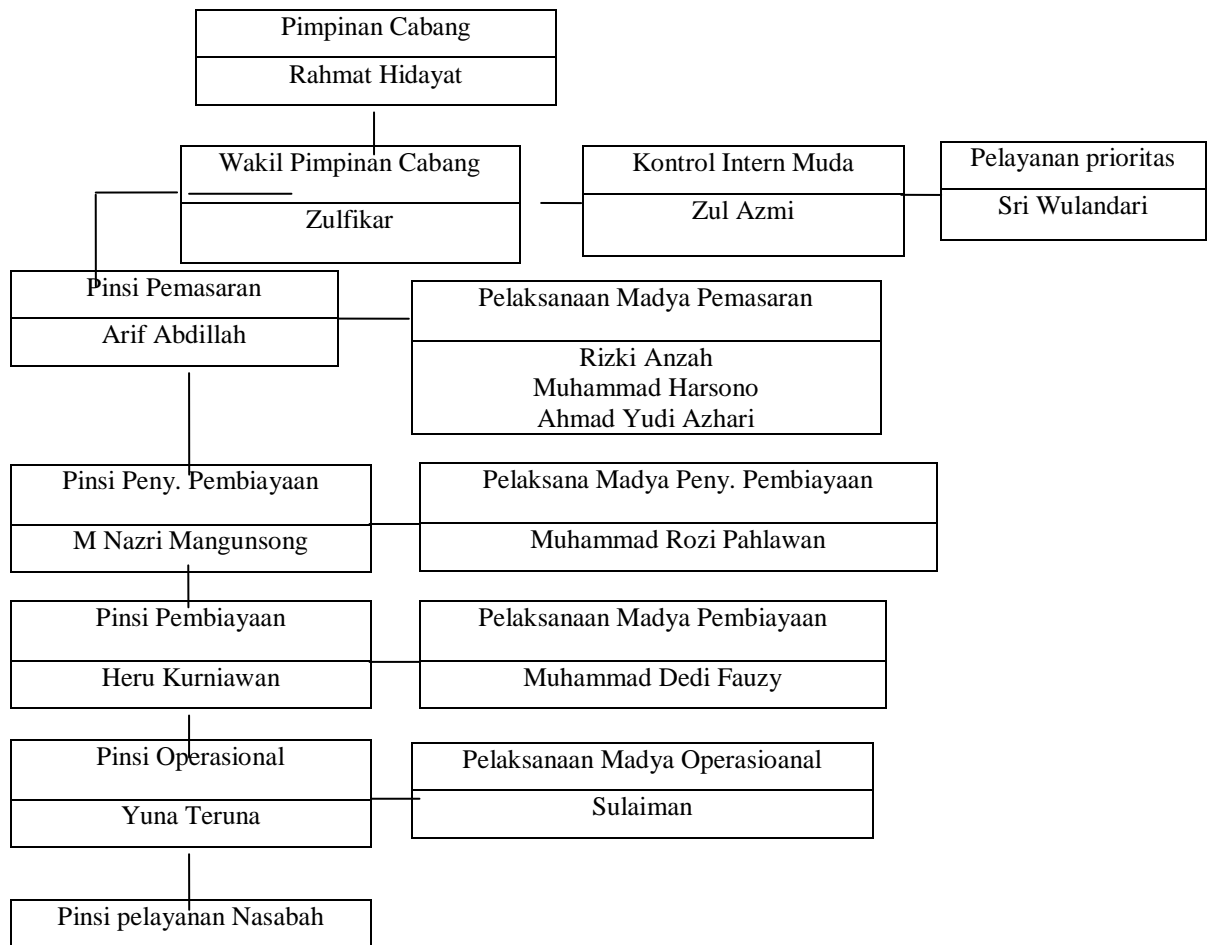 Pimpinan Cabang
Rahmat Hidayat
Wakil Pimpinan Cabang
Zulfikar
Kontrol Intern Muda
Zul Azmi
Pelayanan prioritas
Sri Wulandari
Pinsi Pemasaran
Arif Abdillah
Pelaksanaan Madya Pemasaran
Rizki Anzah
Muhammad Harsono
Ahmad Yudi Azhari
Pinsi Peny. Pembiayaan
M Nazri Mangunsong
Pelaksana Madya Peny. Pembiayaan
Muhammad Rozi Pahlawan
Pinsi Pembiayaan
Heru Kurniawan
Pelaksanaan Madya Pembiayaan
Muhammad Dedi Fauzy
Pinsi Operasional
Yuna Teruna
Pelaksanaan Madya Operasioanal
Sulaiman
Pinsi pelayanan Nasabah